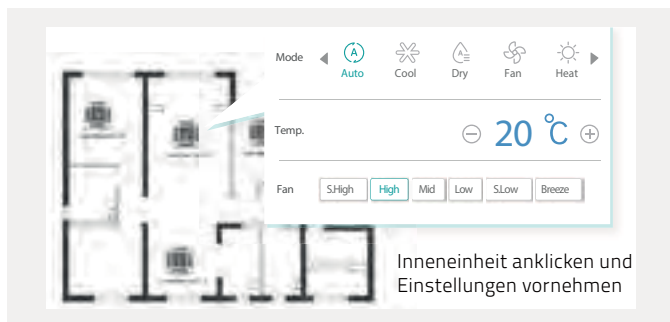 Mode
Auto Cool Dry Fan Heat
Temp. 20 °C
Fan S.High High Mid Low S.Low Breeze
Inneneinheit anklicken und
Einstellungen vornehmen